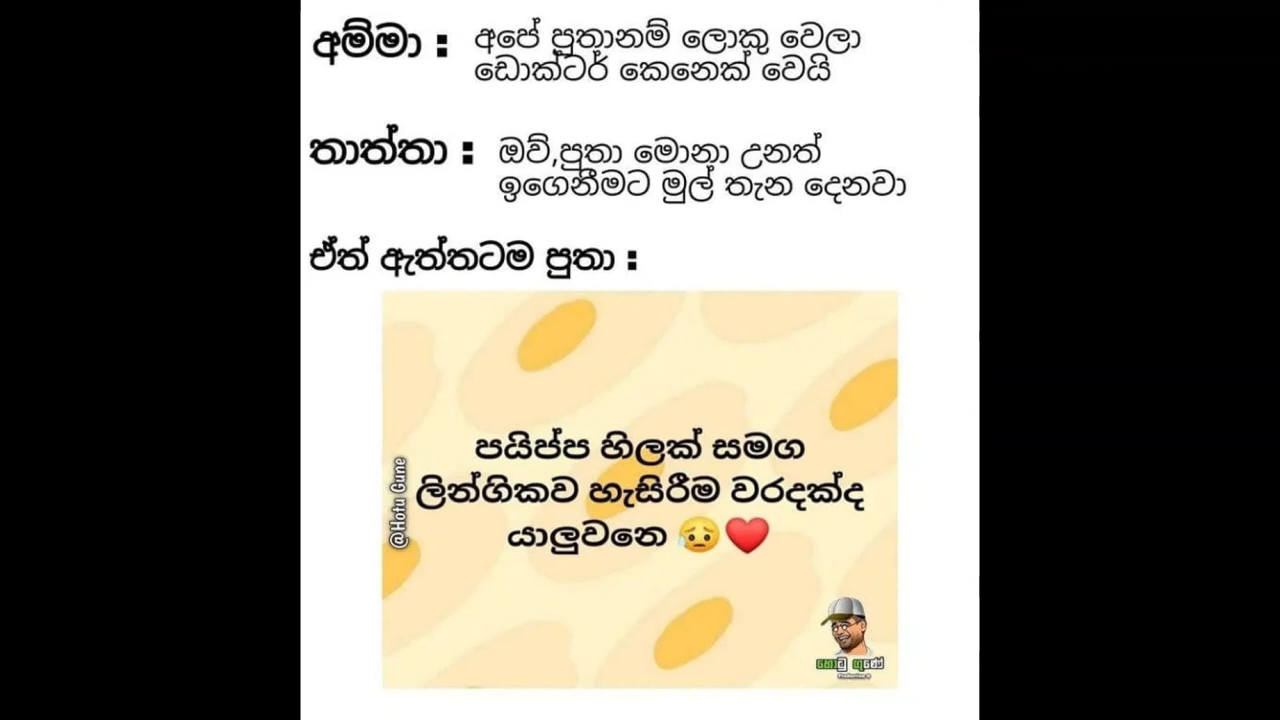 අම්මා : අපේ පුතානම් ලොකු වෙලා
ඩොක්ටර් කෙනෙක් වෙයි
තාත්තා : ඔව්,පුතා මොනා උනත්
ඉගෙනීමට මුල් තැන දෙනවා
ඒත් ඇත්තටම පුතා :
පයිප්ප හිලක් සමග
ලින්ගිකව හැසිරීම වරදක්ද
යාලුවනෙ 😥❤️
@Hotu Gune
හොටු ගුණේ
Production